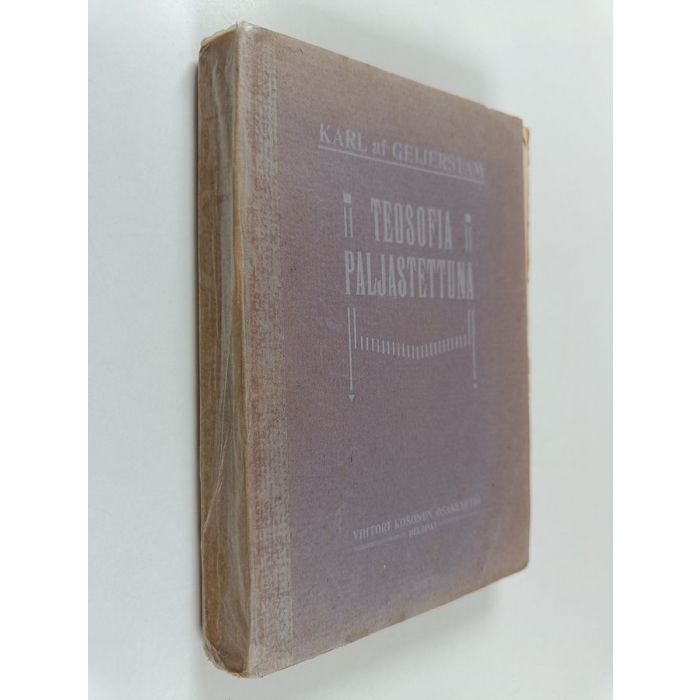 KARL af GEIJERSTAM
TEOSOFIA
PALJASTETTUNA
VIHTORI KOSONEN OSAKEYHTIÖ
HELSINKI